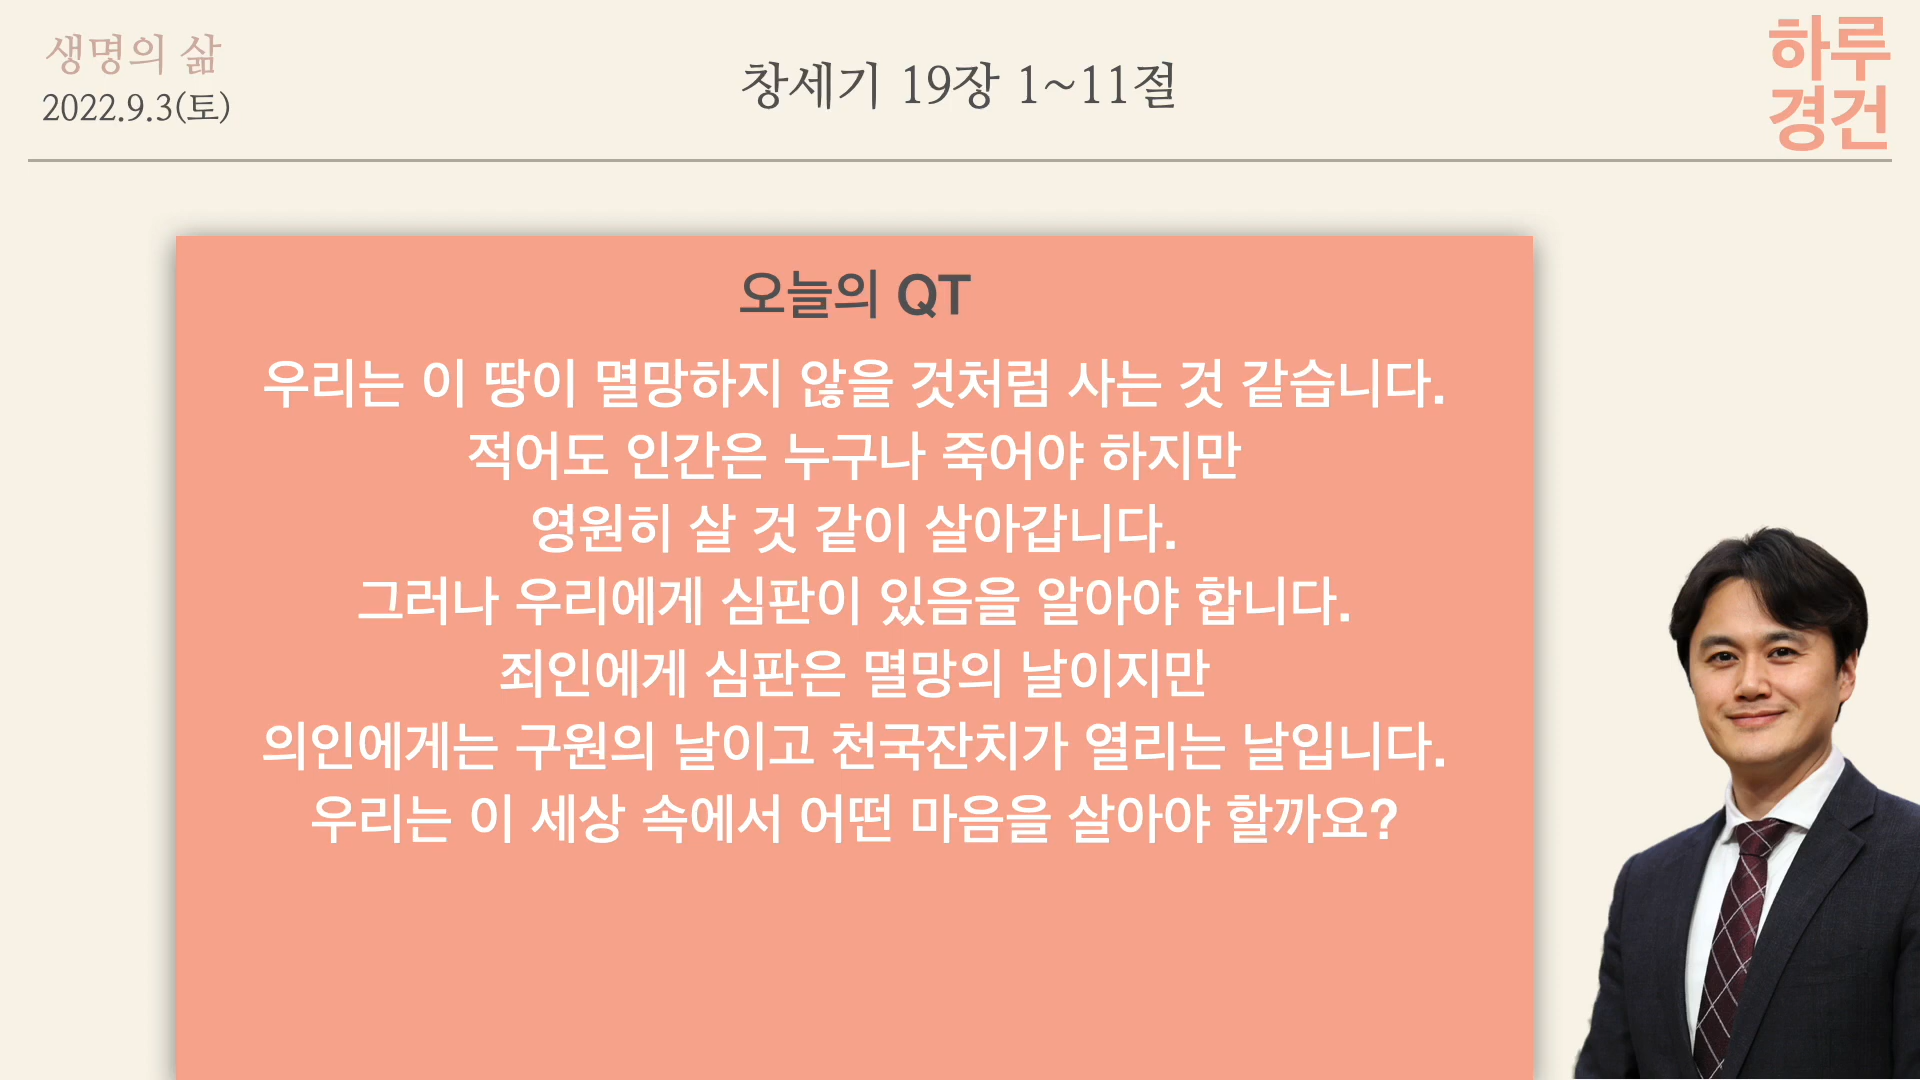 생명의 삶
2022.9.3(토)
창세기 19장 1~11절
하루
경건
오늘의 QT
우리는 이 땅이 멸망하지 않을 것처럼 사는 것 같습니다.
적어도 인간은 누구나 죽어야 하지만
영원히 살 것 같이 살아갑니다.
그러나 우리에게 심판이 있음을 알아야 합니다.
죄인에게 심판은 멸망의 날이지만
의인에게는 구원의 날이고 천국잔치가 열리는 날입니다.
우리는 이 세상 속에서 어떤 마음을 살아야 할까요?